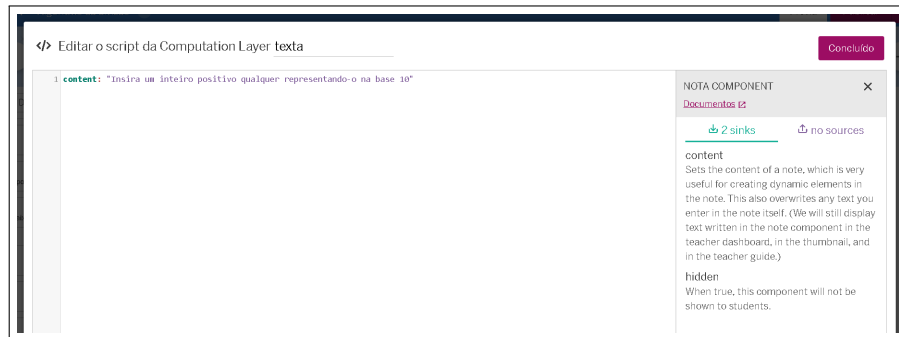 </> Editar o script da Computation Layer texta
Concluído
1 content: "Insira um inteiro positivo qualquer representando-o na base 10"
NOTA COMPONENT
Documentos
2 sinks
no sources
content
Sets the content of a note, which is very
useful for creating dynamic elements in
the note. This also overwrites any text you
enter in the note itself. (We will still display
text written in the note component in the
teacher dashboard, in the thumbnail, and
in the teacher guide.)
hidden
When true, this component will not be
shown to students.